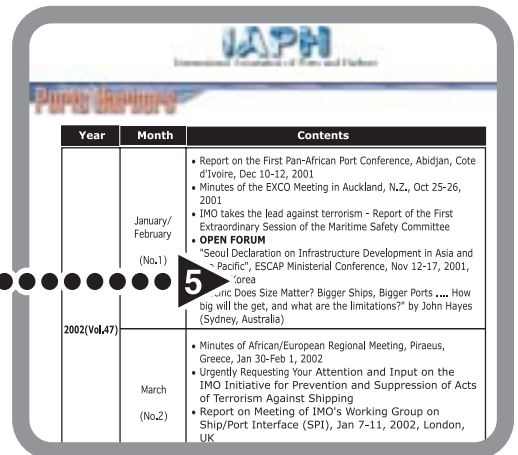 IAPH
International Association of Ports and Harbors
Ports Harbors
Year Month Contents
• Report on the First Pan-African Port Conference, Abidjan, Cote
d'Ivoire, Dec 10-12, 2001
• Minutes of the EXCO Meeting in Auckland, N.Z., Oct 25-26,
2001
• IMO takes the lead against terrorism - Report of the First
Extraordinary Session of the Maritime Safety Committee
• OPEN FORUM
"Seoul Declaration on Infrastructure Development in Asia and
Pacific", ESCAP Ministerial Conference, Nov 12-17, 2001,
Korea
Does Size Matter? Bigger Ships, Bigger Ports .... How
big will the get, and what are the limitations?" by John Hayes
(Sydney, Australia)
January/
February
(No.1)
5
2002(Vol.47)
• Minutes of African/European Regional Meeting, Piraeus,
Greece, Jan 30-Feb 1, 2002
• Urgently Requesting Your Attention and Input on the
IMO Initiative for Prevention and Suppression of Acts
of Terrorism Against Shipping
• Report on Meeting of IMO's Working Group on
Ship/Port Interface (SPI), Jan 7-11, 2002, London,
UK
March
(No.2)